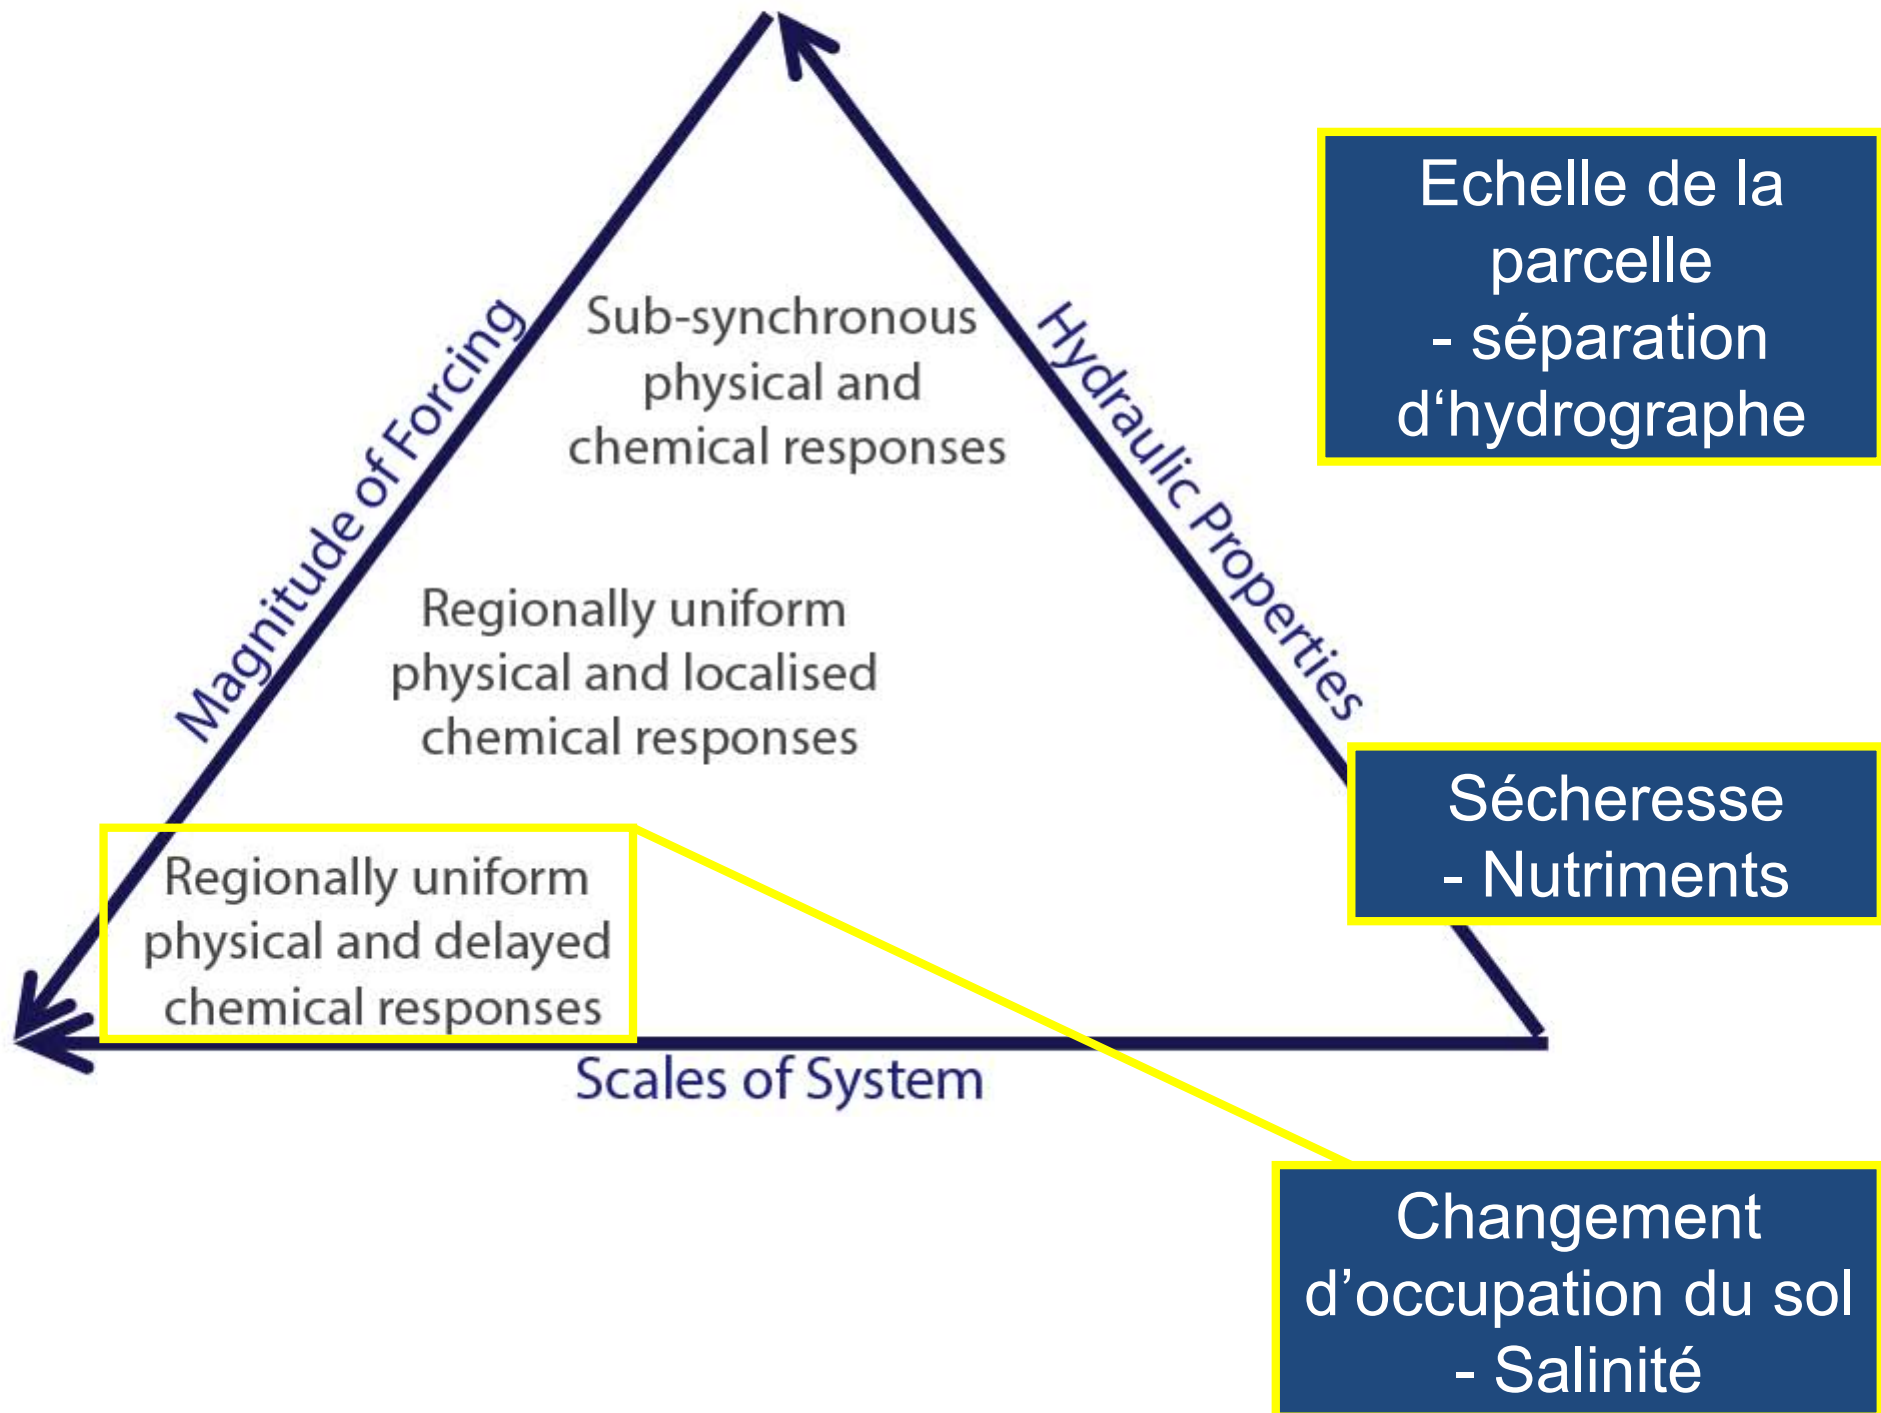 Magnitude of Forcing
Hydraulic Properties
Sub-synchronous
physical and
chemical responses
Regionally uniform
physical and localised
chemical responses
Regionally uniform
physical and delayed
chemical responses
Scales of System
Echelle de la
parcelle
- séparation
d‘hydrographe
Sécheresse
- Nutriments
Changement
d’occupation du sol
- Salinité